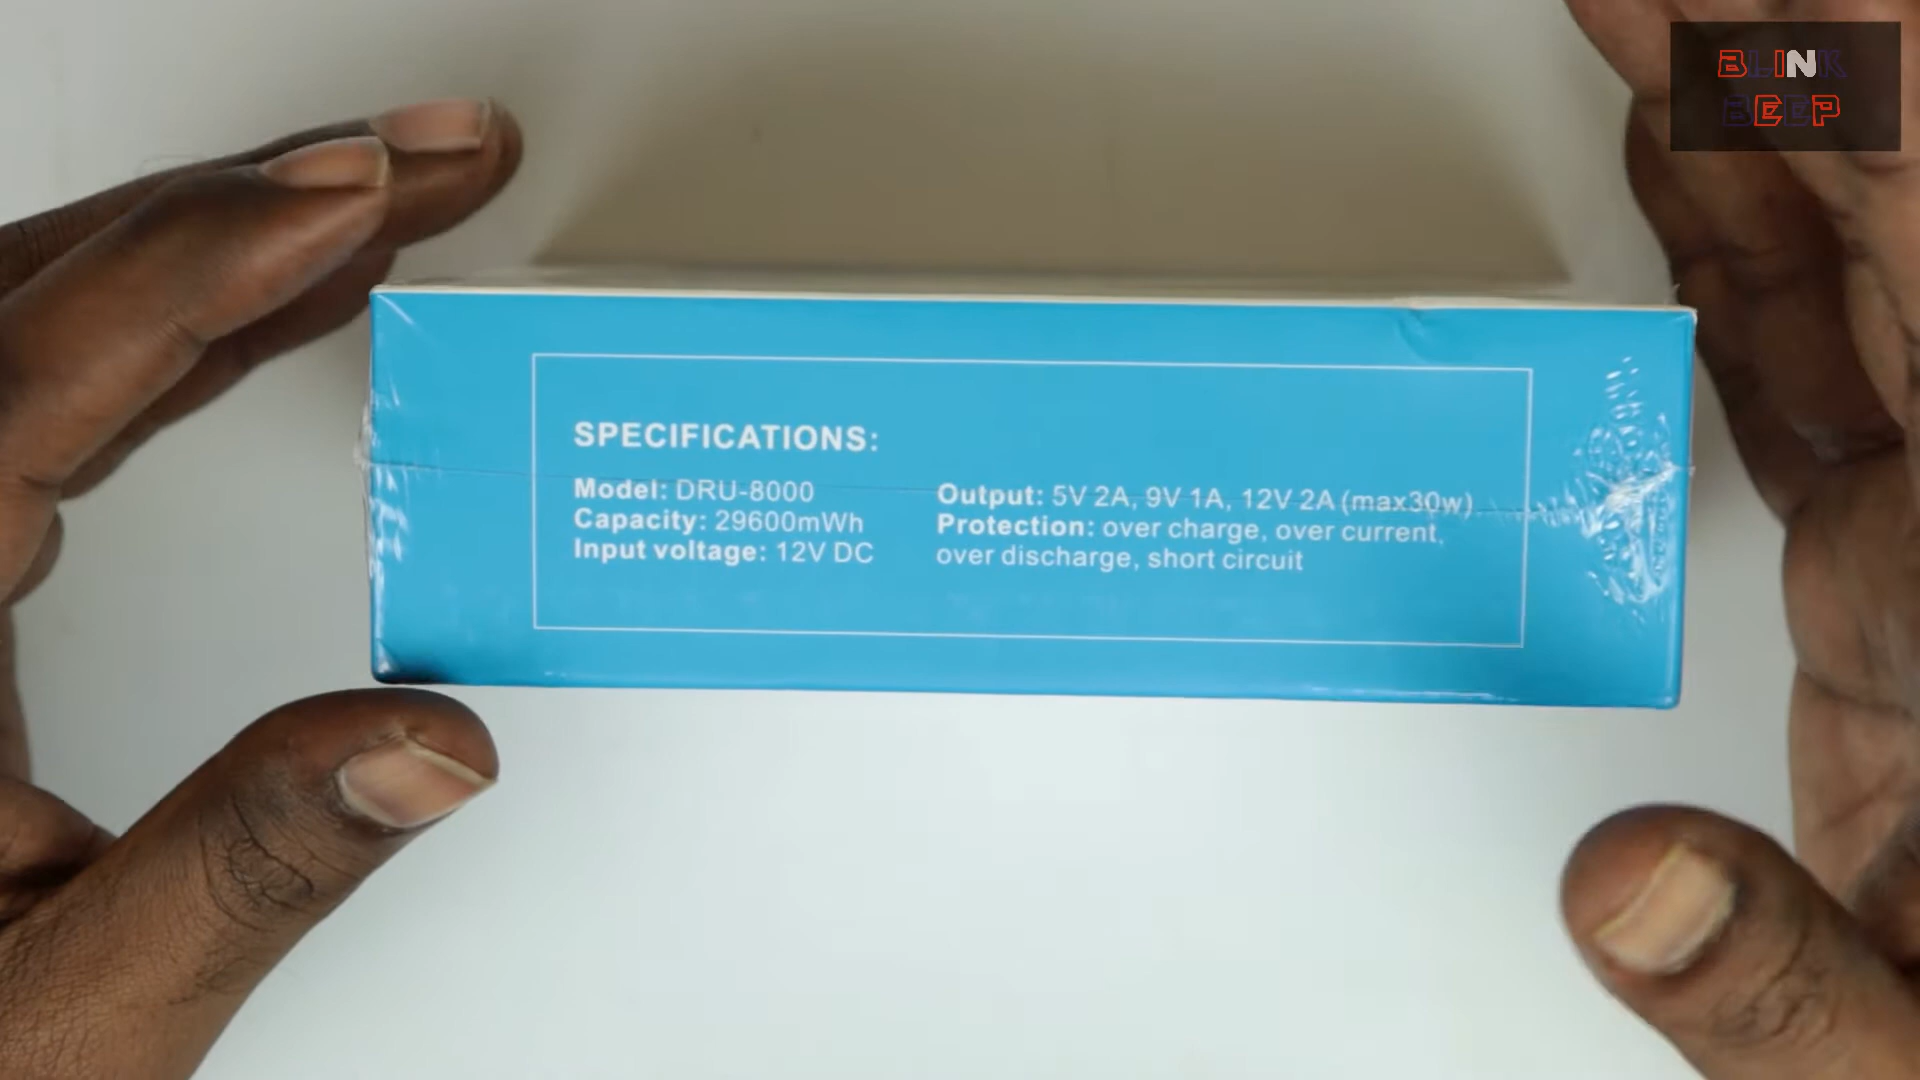 BLINK
BEEP
SPECIFICATIONS:
Model: DRU-8000
Capacity: 29600mWh
Input voltage: 12V DC
Output: 5V 2A, 9V 1A, 12V 2A (max30w)
Protection: over charge, over current,
over discharge, short circuit